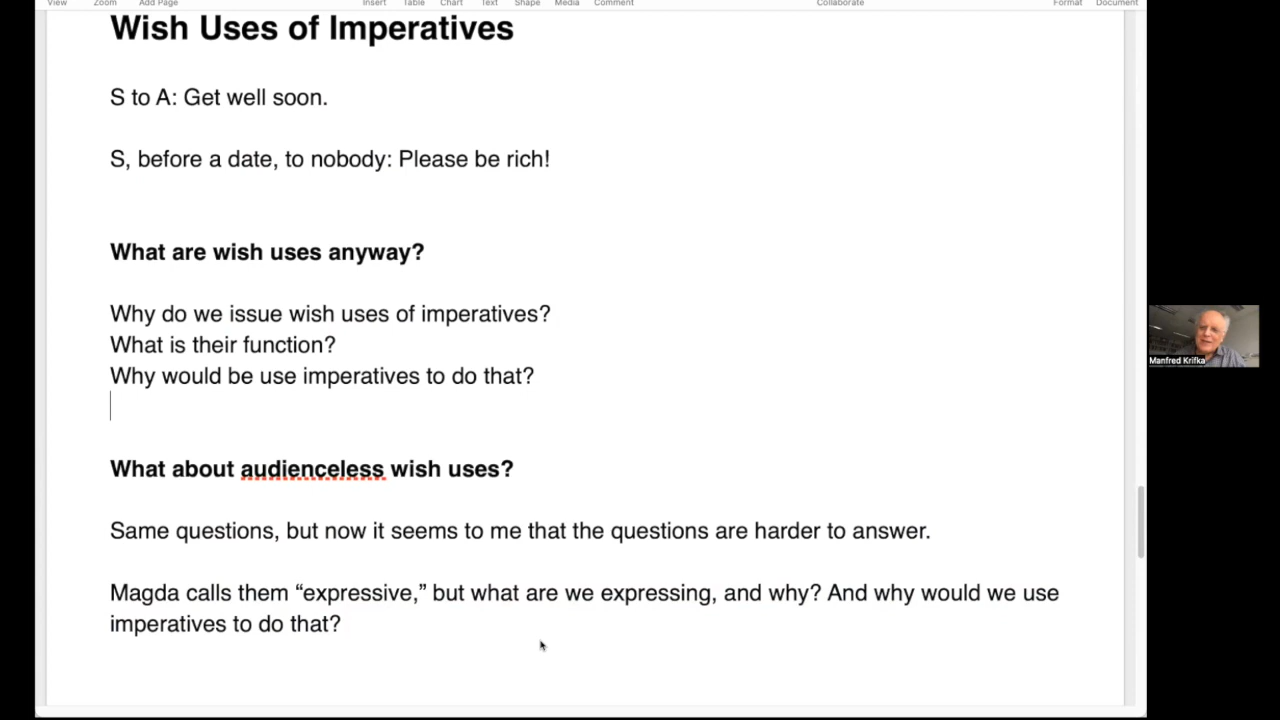 View Zoom Add Page Insert Table Chart Text Shape Media Comment Collaborate Format Document
Wish Uses of Imperatives
S to A: Get well soon.
S, before a date, to nobody: Please be rich!
What are wish uses anyway?
Why do we issue wish uses of imperatives?
What is their function?
Why would be use imperatives to do that?
What about audienceless wish uses?
Same questions, but now it seems to me that the questions are harder to answer.
Magda calls them “expressive,” but what are we expressing, and why? And why would we use
imperatives to do that?
Manfred Krifka